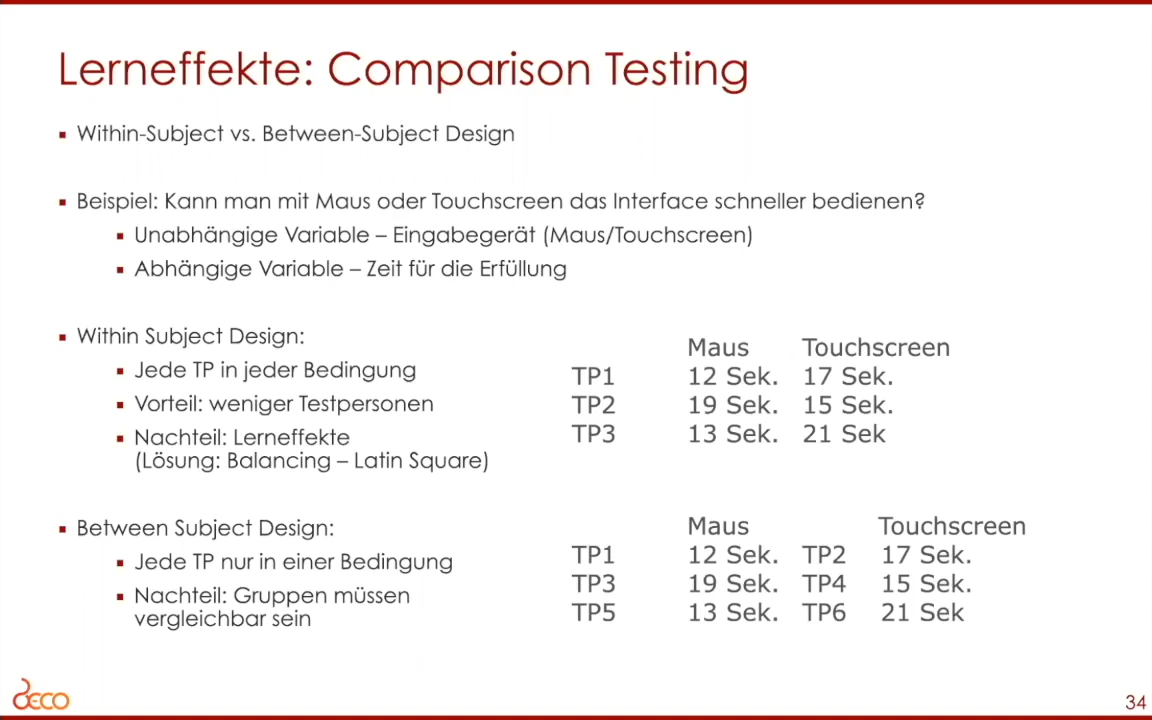 Lerneffekte: Comparison Testing
Within-Subject vs. Between-Subject Design
Beispiel: Kann man mit Maus oder Touchscreen das Interface schneller bedienen?
Unabhängige Variable – Eingabegerät (Maus/Touchscreen)
Abhängige Variable – Zeit für die Erfüllung
Within Subject Design:
Jede TP in jeder Bedingung
Vorteil: weniger Testpersonen
Nachteil: Lerneffekte
(Lösung: Balancing – Latin Square)
Maus Touchscreen
TP1 12 Sek. 17 Sek.
TP2 19 Sek. 15 Sek.
TP3 13 Sek. 21 Sek
Between Subject Design:
Jede TP nur in einer Bedingung
Nachteil: Gruppen müssen
vergleichbar sein
Maus Touchscreen
TP1 12 Sek. TP2 17 Sek.
TP3 19 Sek. TP4 15 Sek.
TP5 13 Sek. TP6 21 Sek
DECO
34